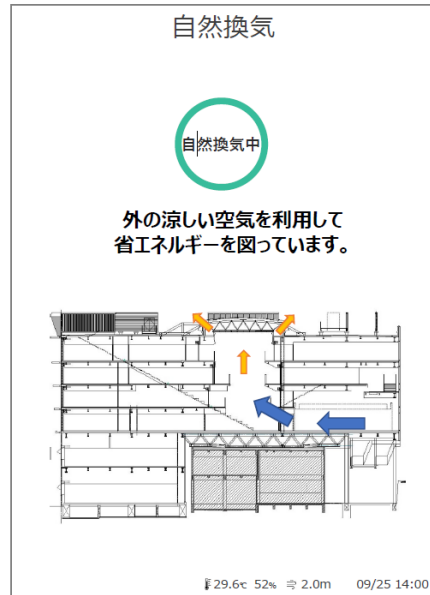 自然換気
自然換気中
外の涼しい空気を利用して
省エネルギーを図っています。
29.6℃ 52% 2.0m 09/25 14:00